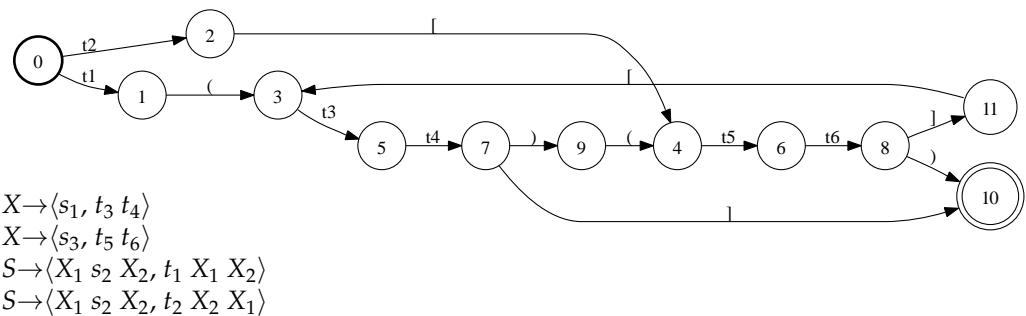 2 [
0 t2
t1 1 ( 3 [ 11
t3
5 t4 7 ) 9 ( 4 t5 6 t6 8 ]
)
10
]
X→⟨s₁, t₃ t₄⟩
X→⟨s₃, t₅ t₆⟩
S→⟨X₁ s₂ X₂, t₁ X₁ X₂⟩
S→⟨X₁ s₂ X₂, t₂ X₂ X₁⟩